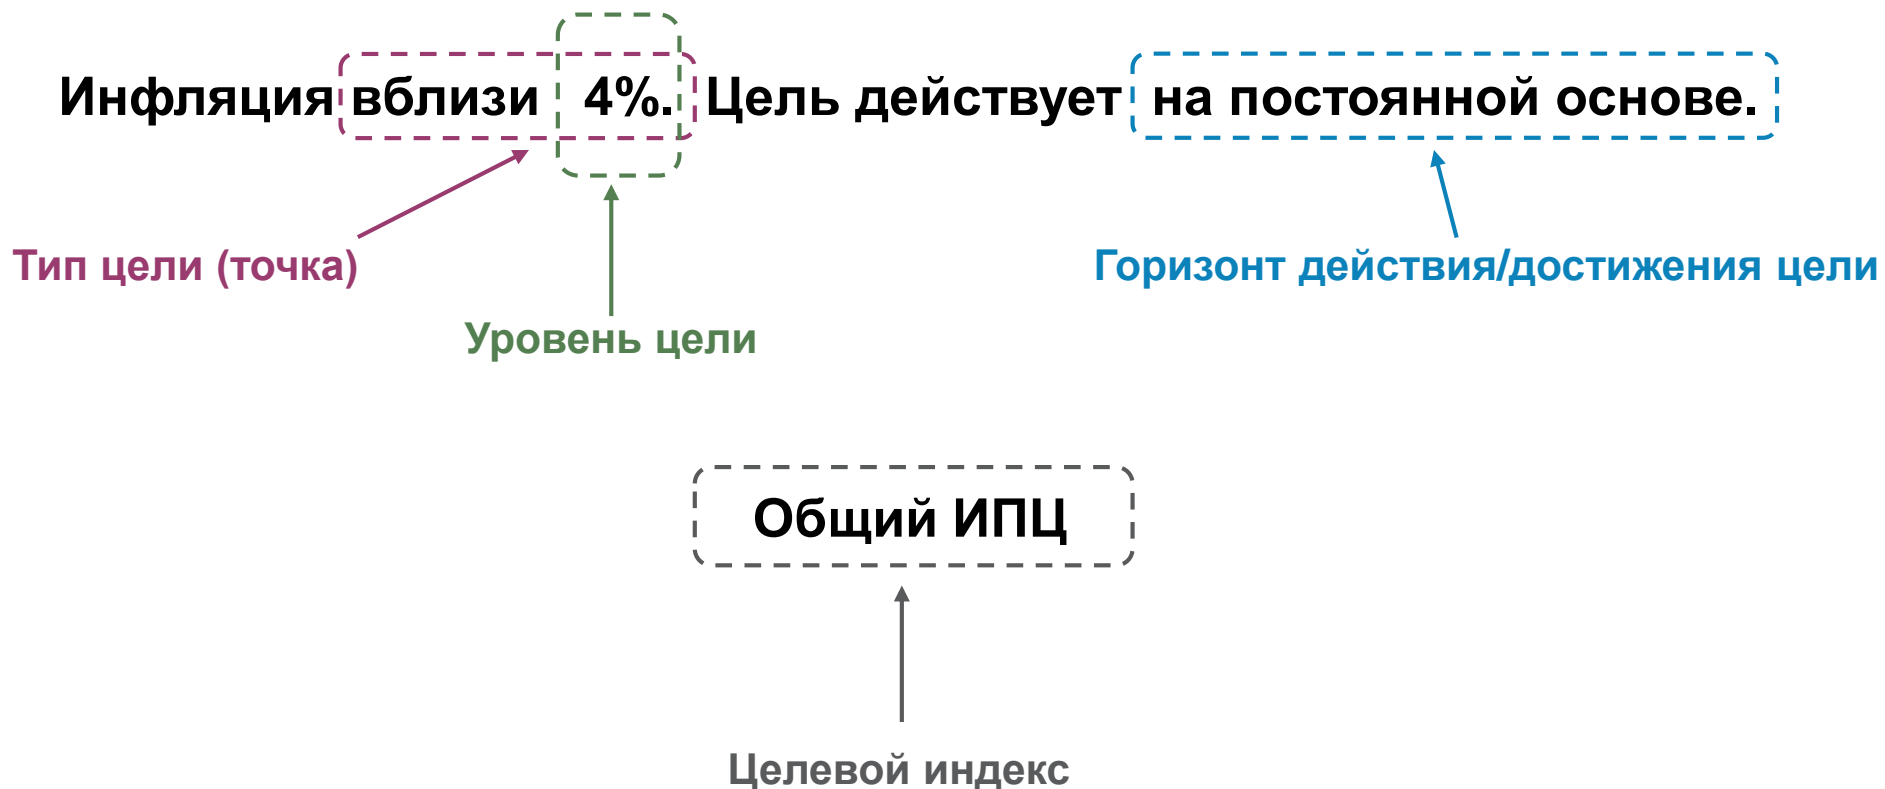 Инфляция вблизи 4%. Цель действует на постоянной основе.
Тип цели (точка)
Горизонт действия/достижения цели
Уровень цели
Общий ИПЦ
Целевой индекс